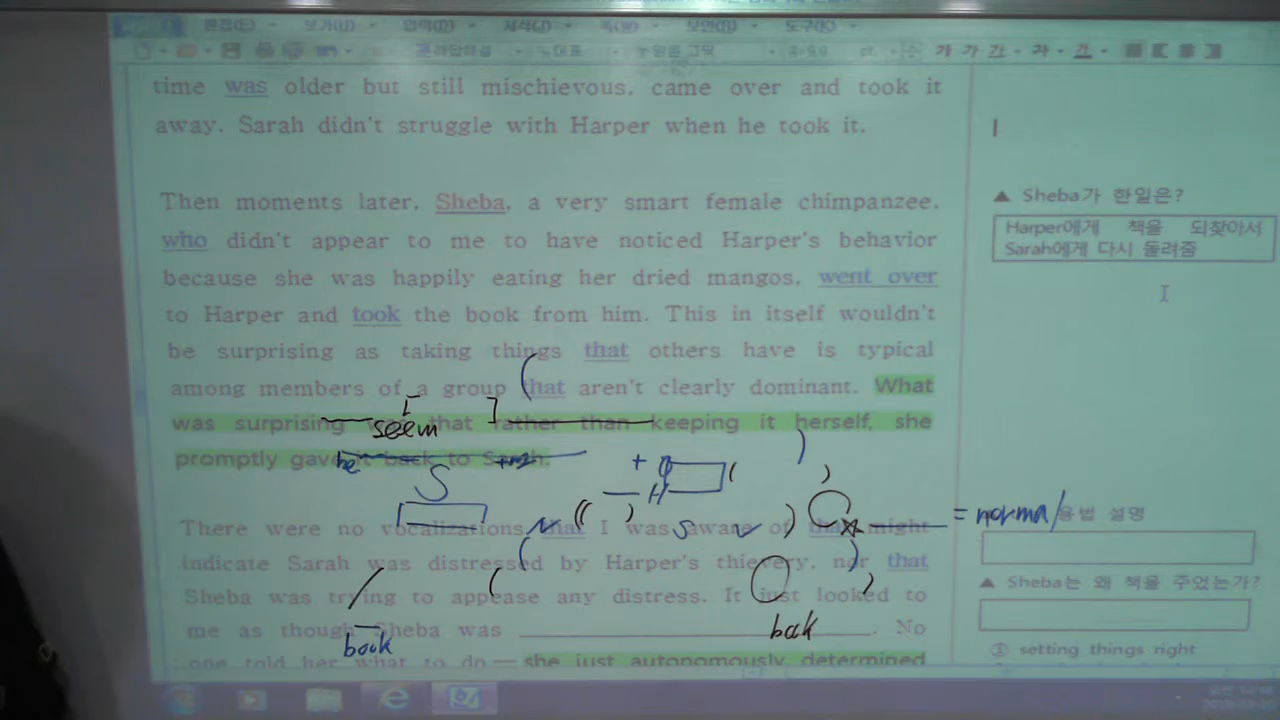 time was older but still mischievous, came over and took it
away. Sarah didn't struggle with Harper when he took it.
Then moments later, Sheba, a very smart female chimpanzee,
who didn't appear to me to have noticed Harper's behavior
because she was happily eating her dried mangos, went over
to Harper and took the book from him. This in itself wouldn't
be surprising as taking things that others have is typical
among members of a group that aren't clearly dominant. What
was surprising that rather than keeping it herself, she
seem
promptly gave it back to Sarah.
be
S
+
H
There were no vocalizations that I was aware of might
N
S
V
= normal
용법 설명
indicate Sarah was distressed by Harper's thievery, nor that
Sheba was trying to appease any distress. It just looked to
me as though Sheba was . No
book
back
one told her what to do — she just autonomously determined
▲ Sheba가 한일은?
Harper에게 책을 되찾아서
Sarah에게 다시 돌려줌
▲ Sheba는 왜 책을 주었는가?
① setting things right